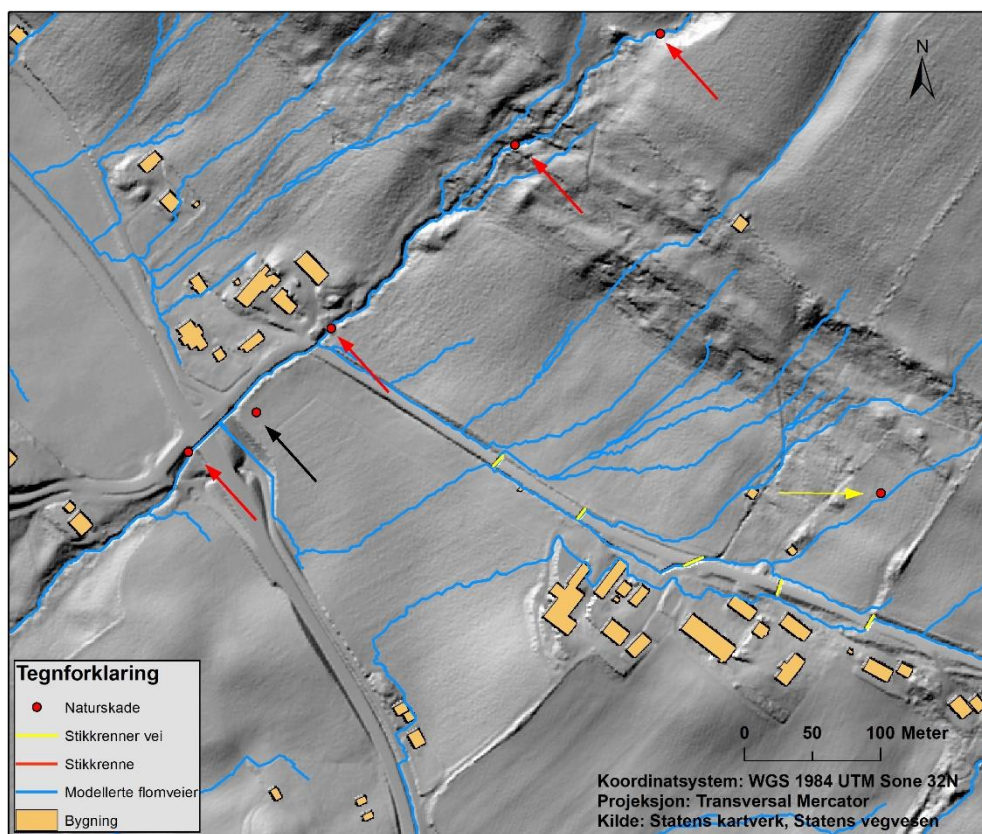 N
Tegnforklaring
Naturskade
Stikkrenner vei
Stikkrenne
Modellerte flomveier
Bygning
0 50 100 Meter
Koordinatsystem: WGS 1984 UTM Sone 32N
Projeksjon: Transversal Mercator
Kilde: Statens kartverk, Statens vegvesen